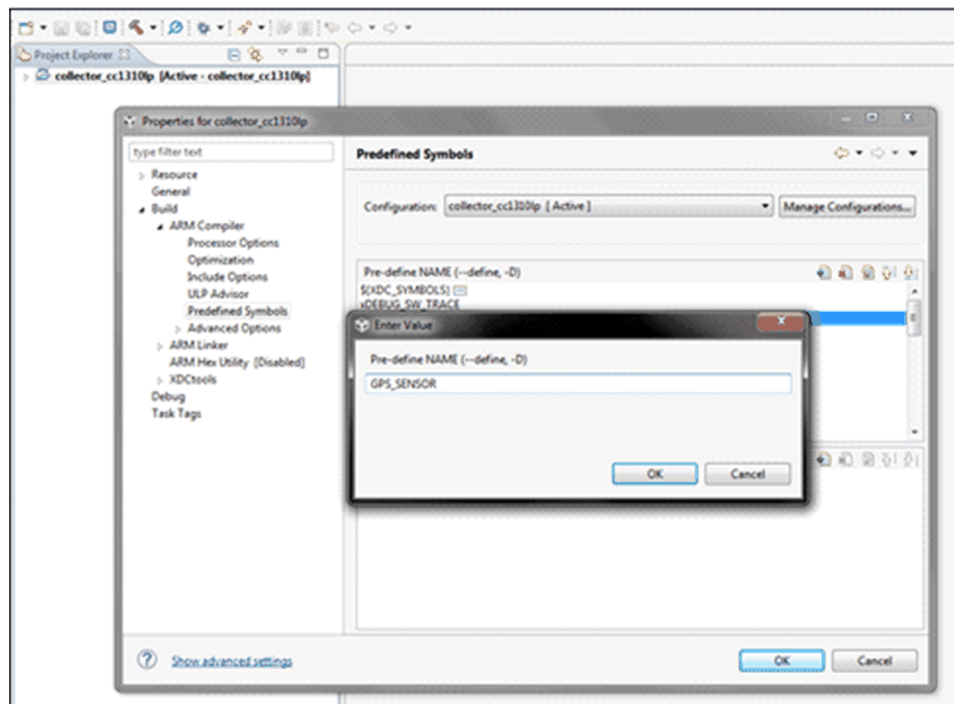 Project Explorer
collector_cc1310lp [Active - collector_cc1310lp]
Properties for collector_cc1310lp
type filter text
Predefined Symbols
Resource
General
Build
Configuration: collector_cc1310lp [ Active ]
Manage Configurations...
ARM Compiler
Processor Options
Optimization
Include Options
ULP Advisor
Predefined Symbols
Advanced Options
ARM Linker
ARM Hex Utility [Disabled]
XDCtools
Debug
Task Tags
Pre-define NAME (--define, -D)
${XDC_SYMBOLS}
xDEBUG_SW_TRACE
Enter Value
Pre-define NAME (--define, -D)
GPS_SENSOR
OK
Cancel
Show advanced settings
OK
Cancel